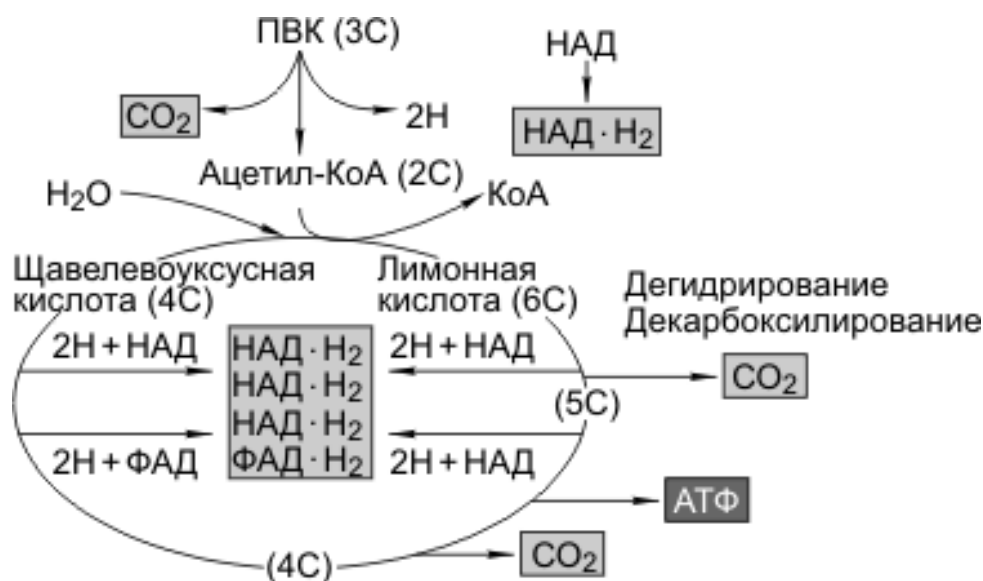 ПВК (3С)
НАД
CO₂
2Н
НАД · Н₂
Ацетил-КоА (2С)
H₂O
КоА
Щавелевоуксусная
кислота (4С)
Лимонная
кислота (6С)
Дегидрирование
Декарбоксилирование
2Н + НАД
НАД · Н₂
2Н + НАД
НАД · Н₂
CO₂
(5С)
НАД · Н₂
2Н + ФАД
ФАД · Н₂
2Н + НАД
АТФ
(4С)
CO₂